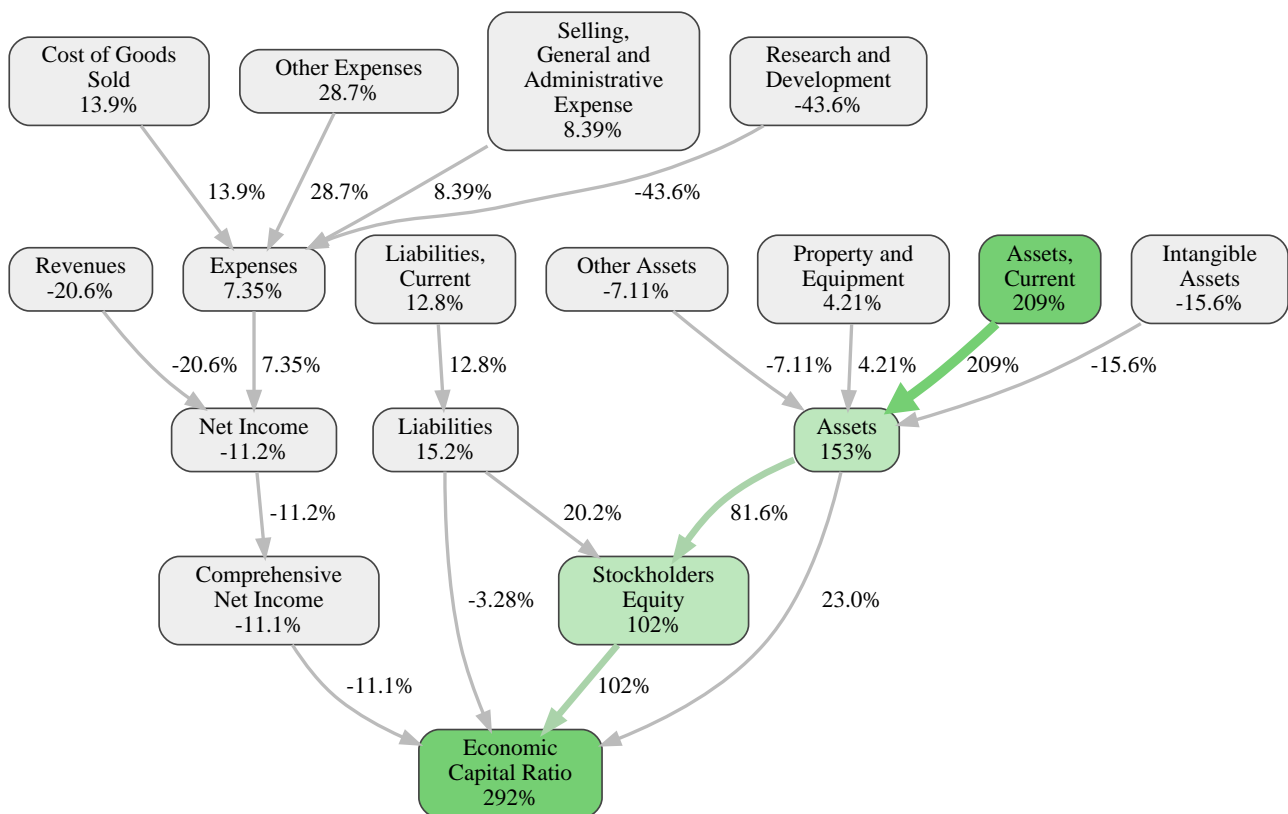 Cost of Goods
Sold
13.9%
Other Expenses
28.7%
Selling,
General and
Administrative
Expense
8.39%
Research and
Development
-43.6%
13.9%
28.7%
8.39%
-43.6%
Revenues
-20.6%
Expenses
7.35%
Liabilities,
Current
12.8%
Other Assets
-7.11%
Property and
Equipment
4.21%
Assets,
Current
209%
Intangible
Assets
-15.6%
-20.6%
7.35%
12.8%
-7.11%
4.21%
209%
-15.6%
Net Income
-11.2%
Liabilities
15.2%
Assets
153%
-11.2%
20.2%
81.6%
Comprehensive
Net Income
-11.1%
-3.28%
Stockholders
Equity
102%
23.0%
-11.1%
102%
Economic
Capital Ratio
292%